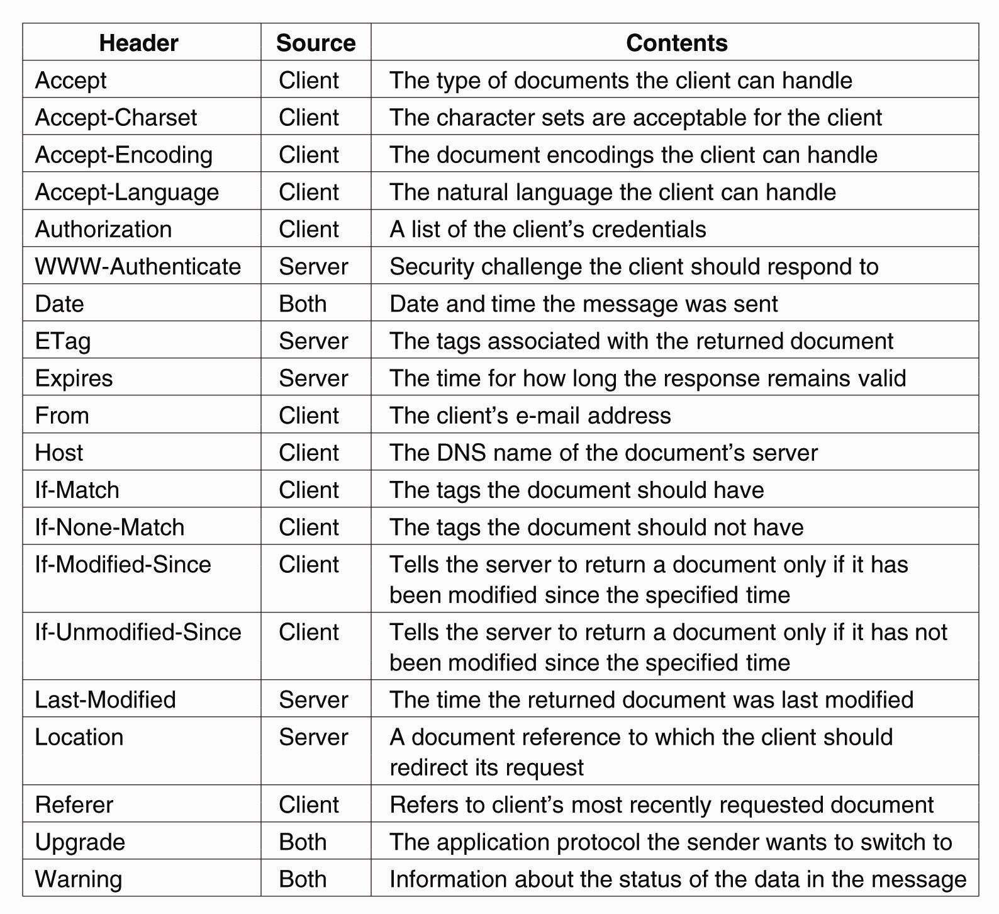 Header Source Contents
Accept Client The type of documents the client can handle
Accept-Charset Client The character sets are acceptable for the client
Accept-Encoding Client The document encodings the client can handle
Accept-Language Client The natural language the client can handle
Authorization Client A list of the client’s credentials
WWW-Authenticate Server Security challenge the client should respond to
Date Both Date and time the message was sent
ETag Server The tags associated with the returned document
Expires Server The time for how long the response remains valid
From Client The client’s e-mail address
Host Client The DNS name of the document’s server
If-Match Client The tags the document should have
If-None-Match Client The tags the document should not have
If-Modified-Since Client Tells the server to return a document only if it has
been modified since the specified time
If-Unmodified-Since Client Tells the server to return a document only if it has not
been modified since the specified time
Last-Modified Server The time the returned document was last modified
Location Server A document reference to which the client should
redirect its request
Referer Client Refers to client’s most recently requested document
Upgrade Both The application protocol the sender wants to switch to
Warning Both Information about the status of the data in the message